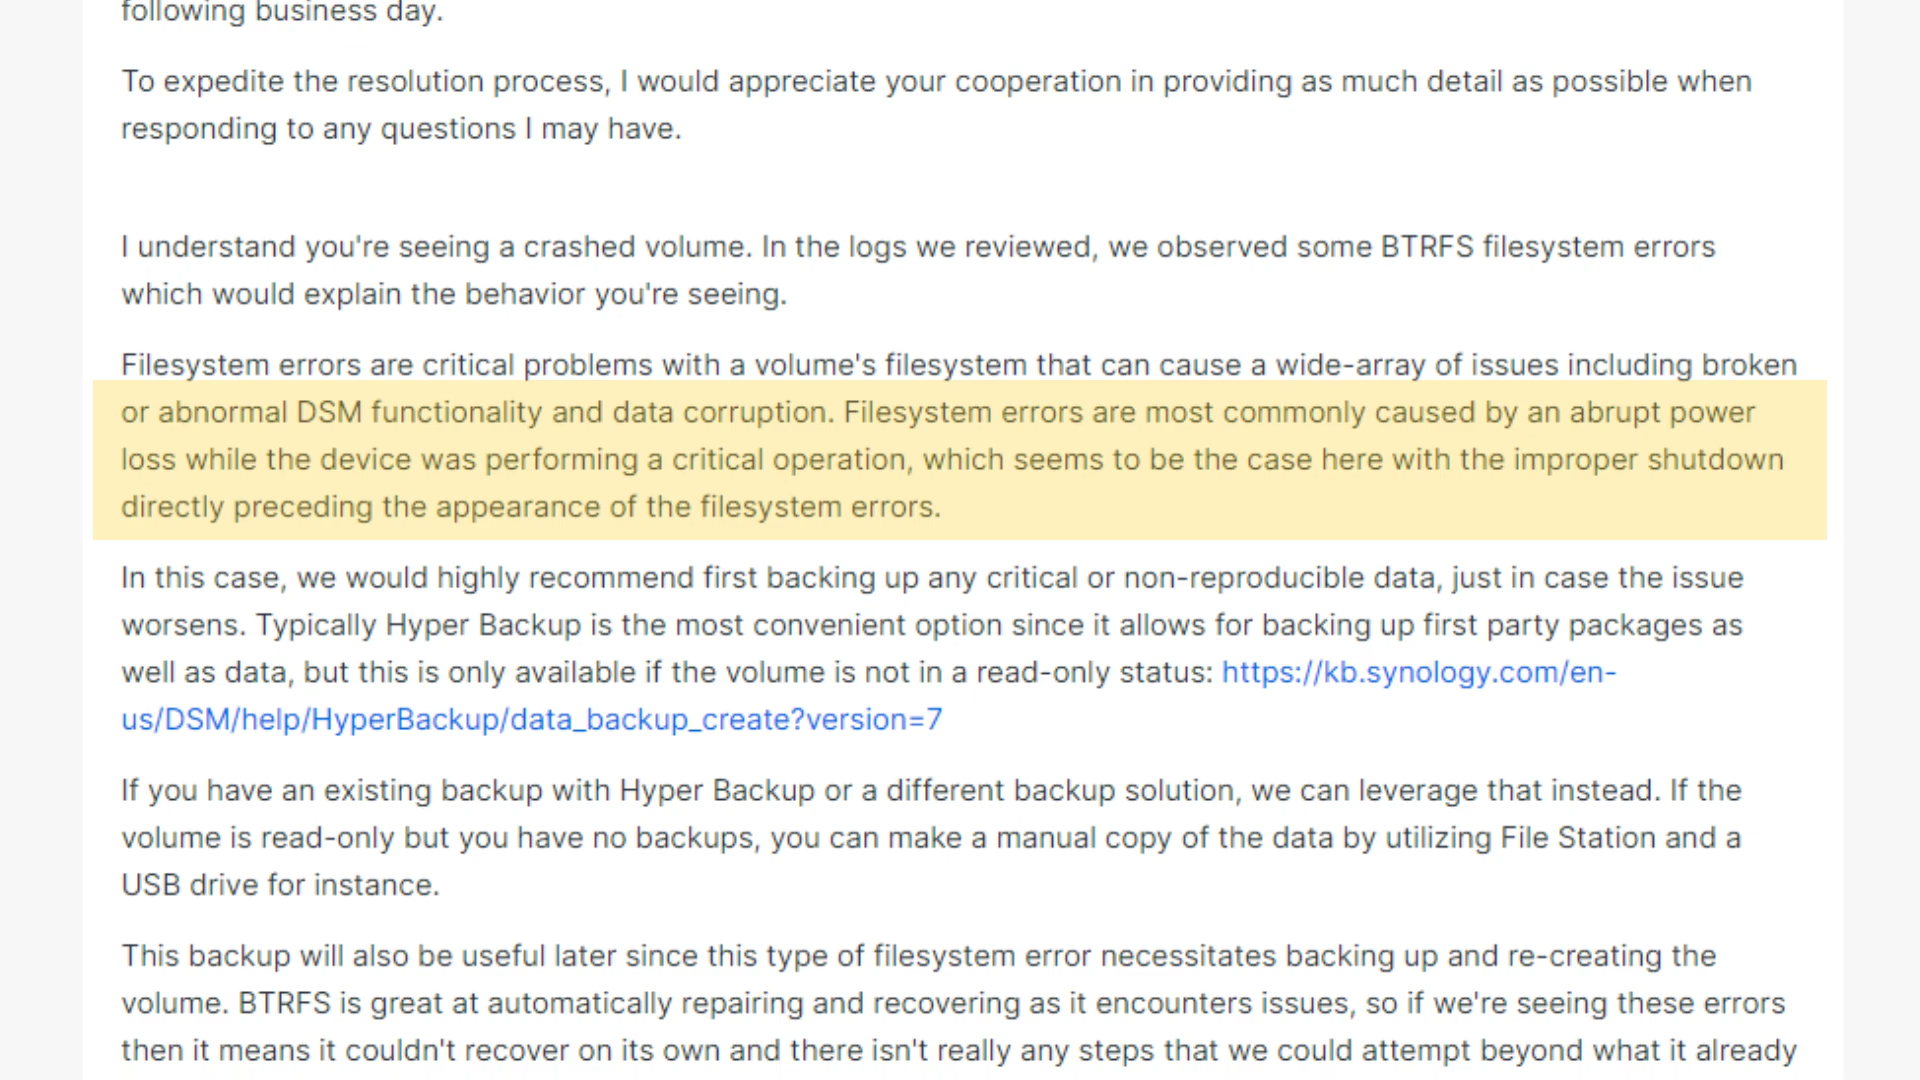 following business day.
To expedite the resolution process, I would appreciate your cooperation in providing as much detail as possible when
responding to any questions I may have.
I understand you're seeing a crashed volume. In the logs we reviewed, we observed some BTRFS filesystem errors
which would explain the behavior you're seeing.
Filesystem errors are critical problems with a volume's filesystem that can cause a wide-array of issues including broken
or abnormal DSM functionality and data corruption. Filesystem errors are most commonly caused by an abrupt power
loss while the device was performing a critical operation, which seems to be the case here with the improper shutdown
directly preceding the appearance of the filesystem errors.
In this case, we would highly recommend first backing up any critical or non-reproducible data, just in case the issue
worsens. Typically Hyper Backup is the most convenient option since it allows for backing up first party packages as
well as data, but this is only available if the volume is not in a read-only status: https://kb.synology.com/en-
us/DSM/help/HyperBackup/data_backup_create?version=7
If you have an existing backup with Hyper Backup or a different backup solution, we can leverage that instead. If the
volume is read-only but you have no backups, you can make a manual copy of the data by utilizing File Station and a
USB drive for instance.
This backup will also be useful later since this type of filesystem error necessitates backing up and re-creating the
volume. BTRFS is great at automatically repairing and recovering as it encounters issues, so if we're seeing these errors
then it means it couldn't recover on its own and there isn't really any steps that we could attempt beyond what it already